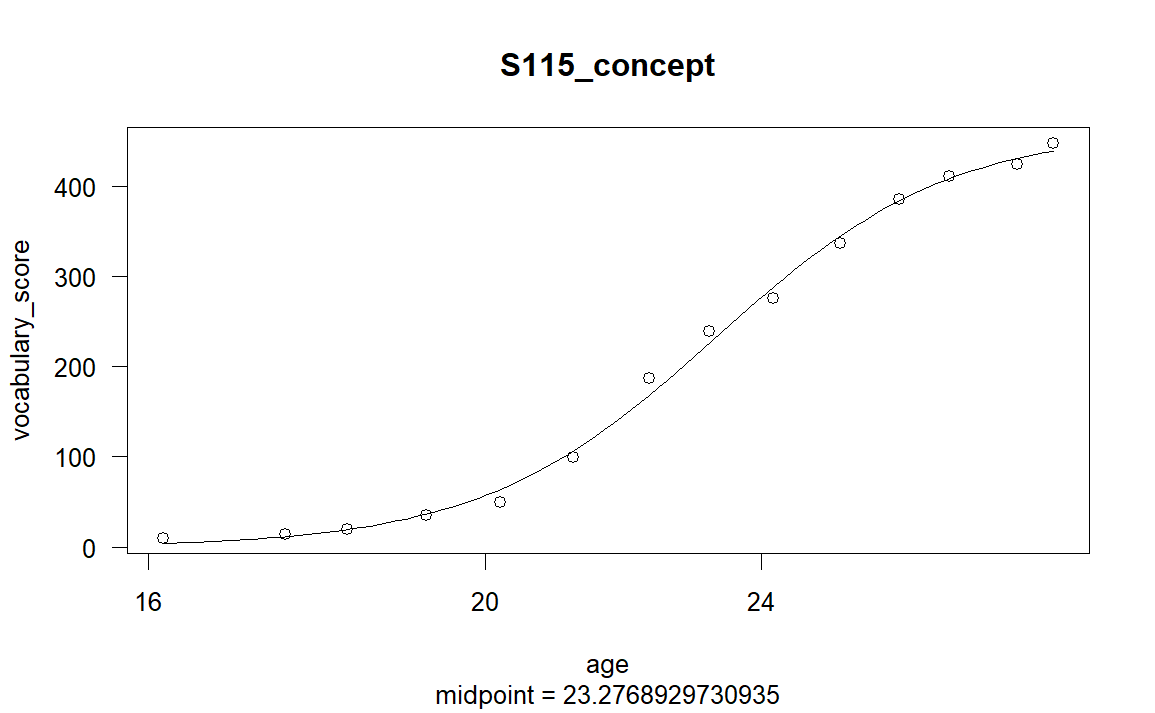 S115_concept
400
300
200
100
0
vocabulary_score
16 20 24
age
midpoint = 23.2768929730935